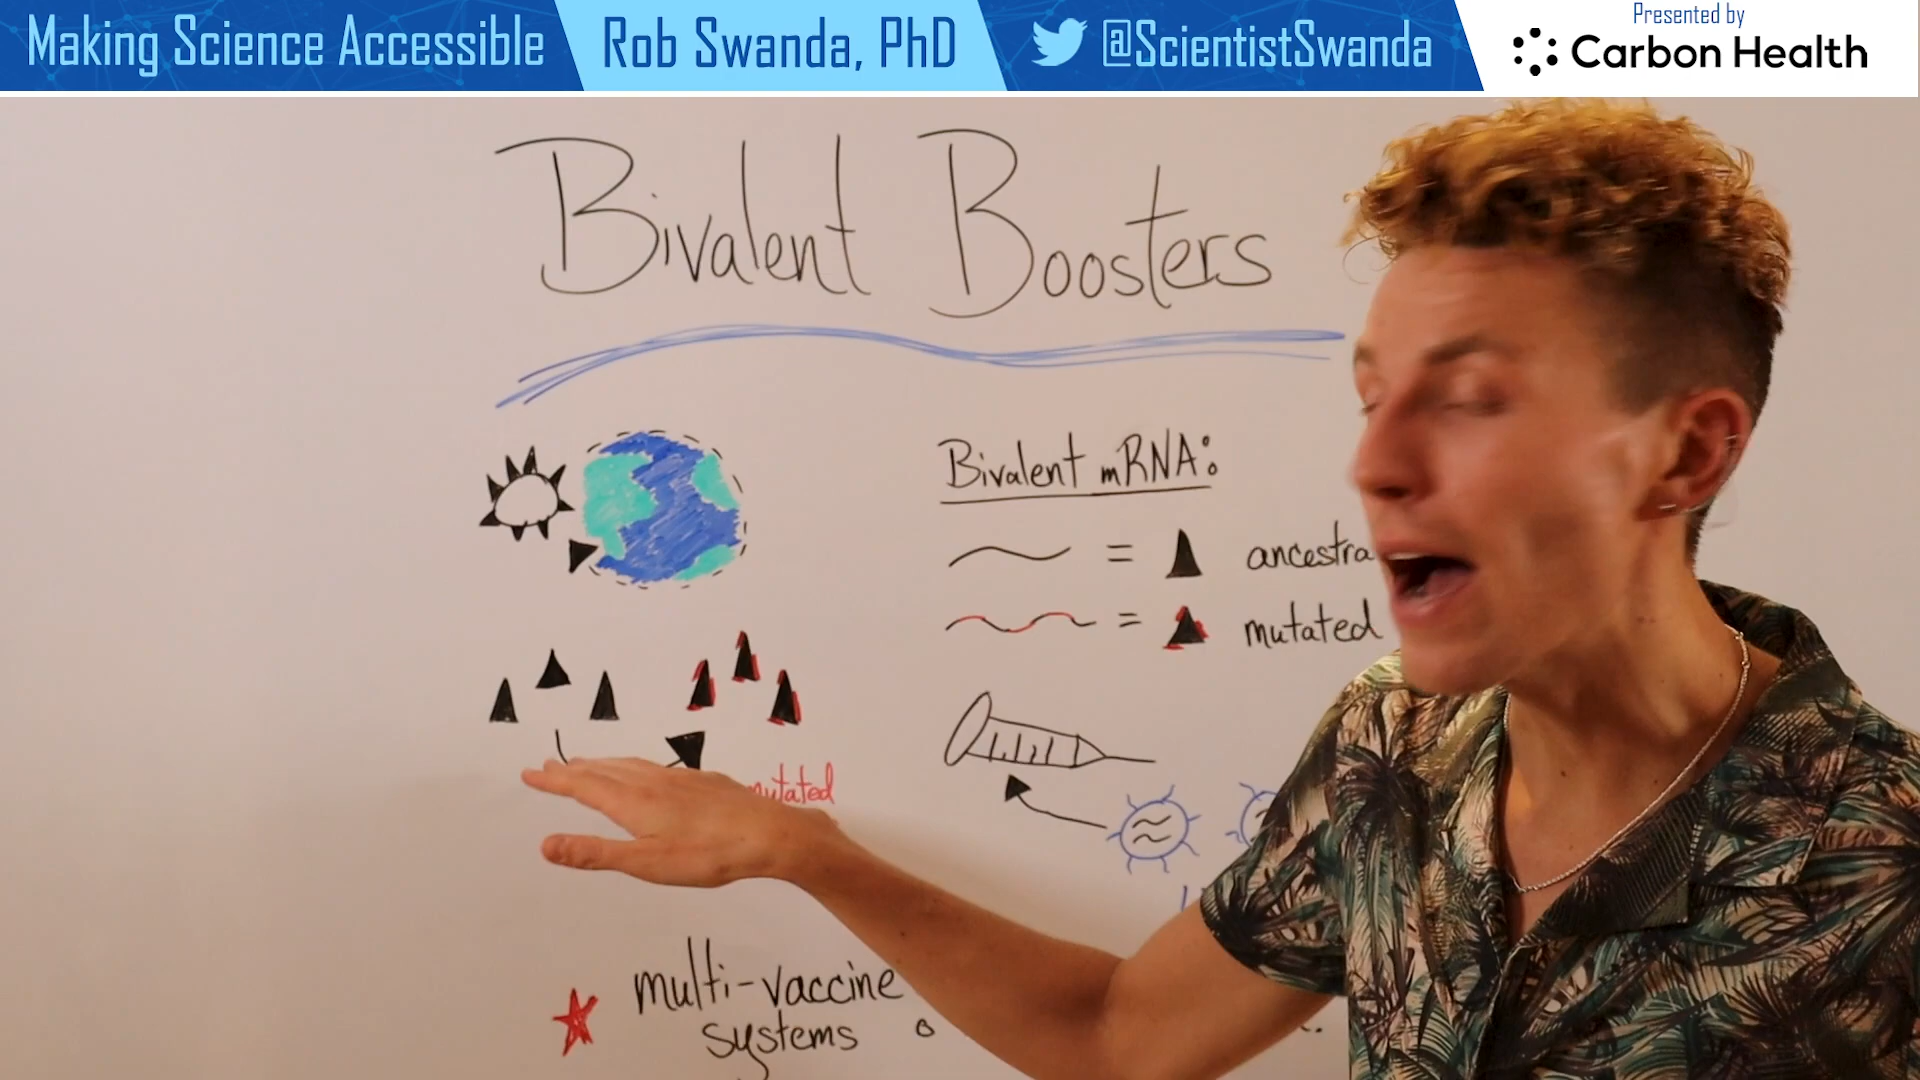 Making Science Accessible
Rob Swanda, PhD
@ScientistSwanda
Presented by
Carbon Health
Bivalent Boosters
Bivalent mRNA:
= ancestra
= mutated
mutated
multi-vaccine
systems